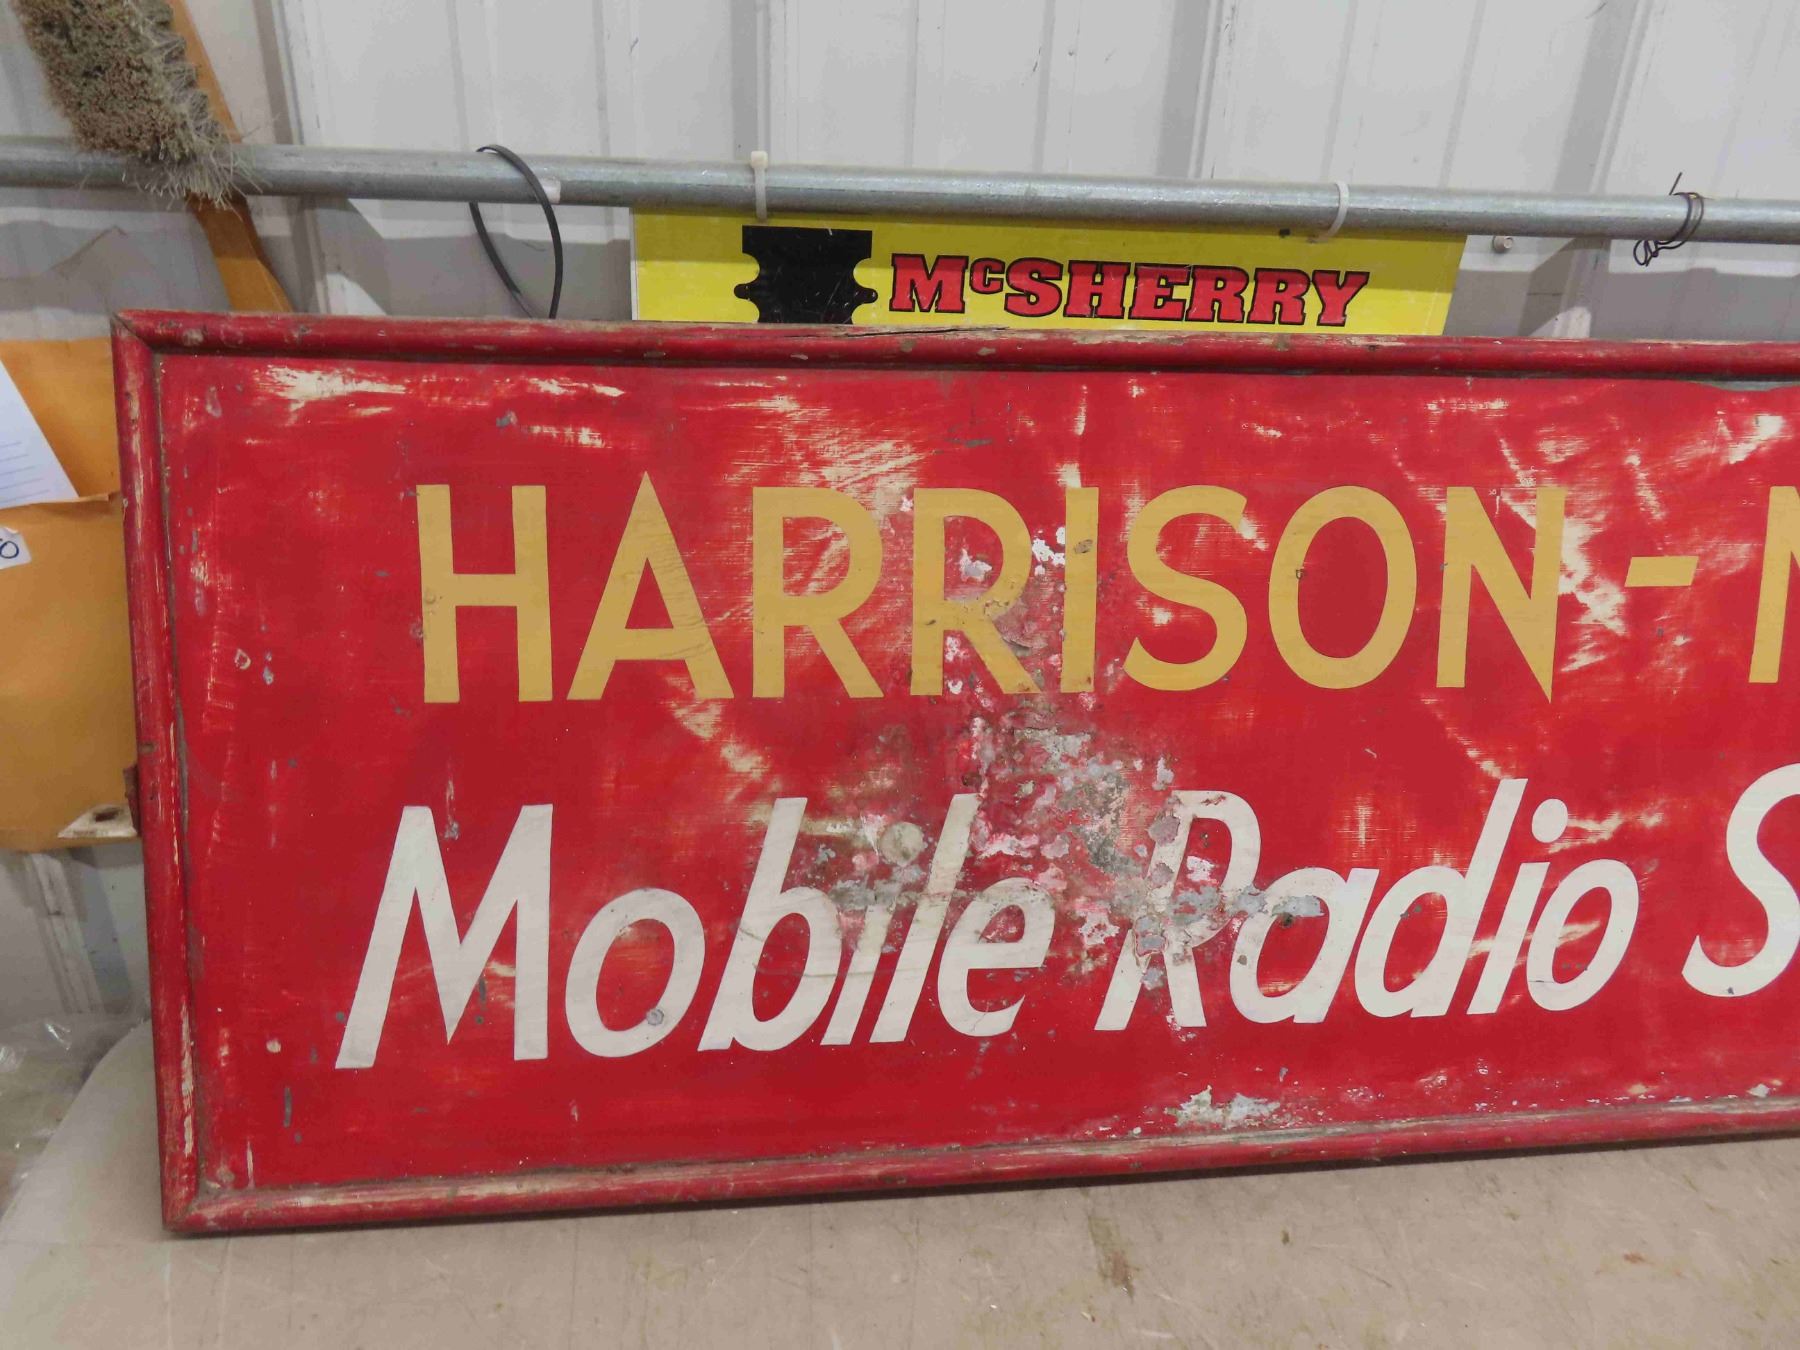 McSHERRY
HARRISON -
Mobile Radio